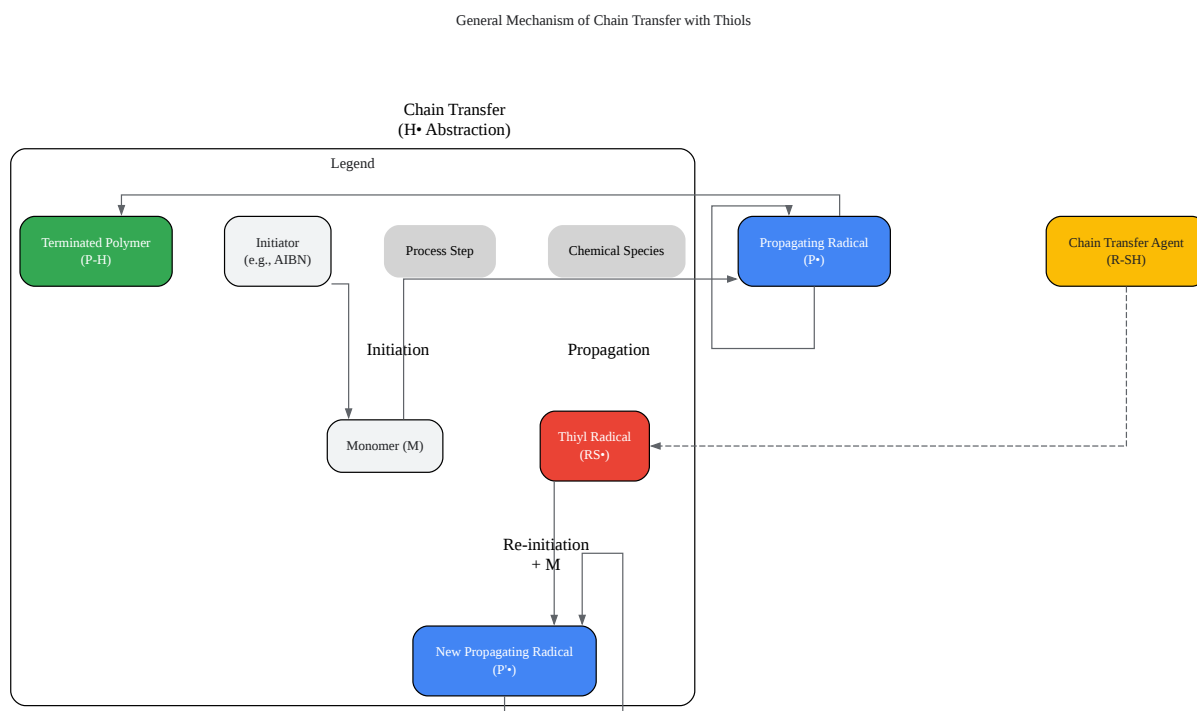 General Mechanism of Chain Transfer with Thiols
Chain Transfer
(H• Abstraction)
Legend
Terminated Polymer
(P-H)
Initiator
(e.g., AIBN)
Process Step
Chemical Species
Propagating Radical
(P•)
Chain Transfer Agent
(R-SH)
Initiation
Propagation
Monomer (M)
Thiyl Radical
(RS•)
Re-initiation
+ M
New Propagating Radical
(P'•)